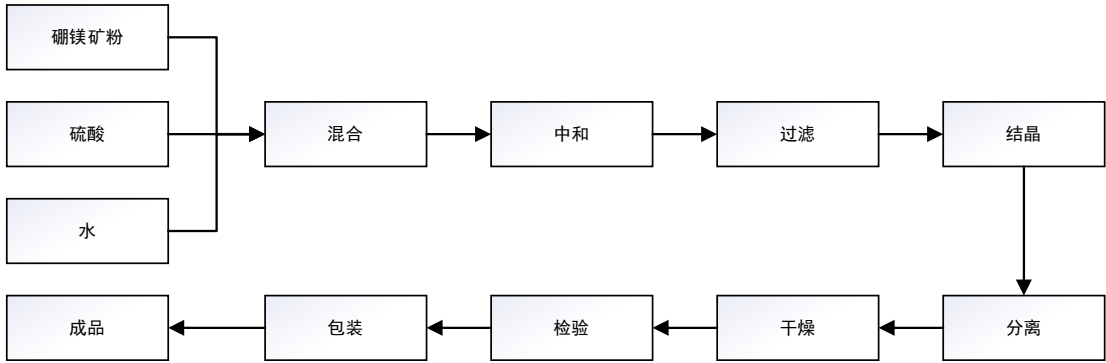 硼镁矿粉
硫酸
水
混合
中和
过滤
结晶
分离
干燥
检验
包装
成品